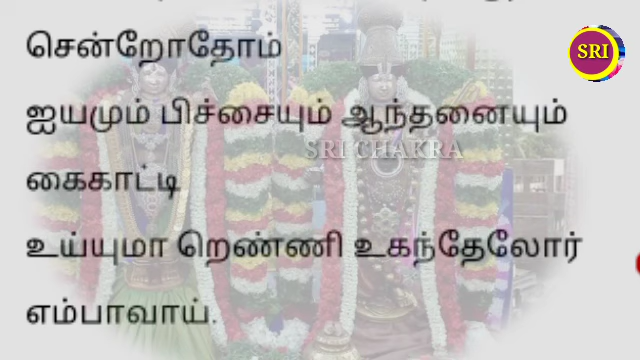 சென்றோதோம்
ஐயமும் பிச்சையும் ஆந்தனையும்
கைகாட்டி
உய்யுமா றெண்ணி உகந்தேலோர்
எம்பாவாய்.
SRI
SRI CHAKRA